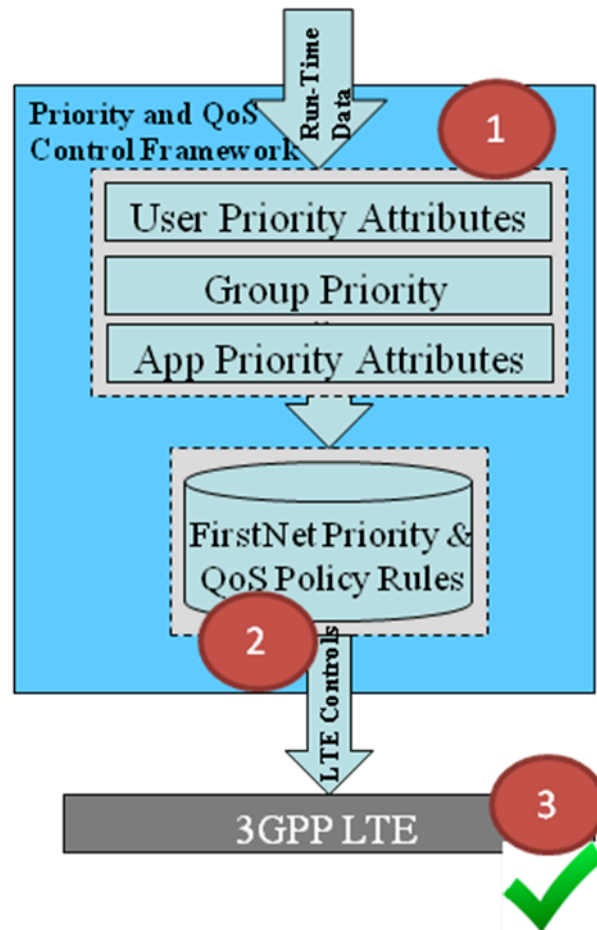 Run-Time
Data
Priority and QoS
Control Framework
1
User Priority Attributes
Group Priority
App Priority Attributes
FirstNet Priority &
QoS Policy Rules
2
LTE Controls
3GPP LTE
3